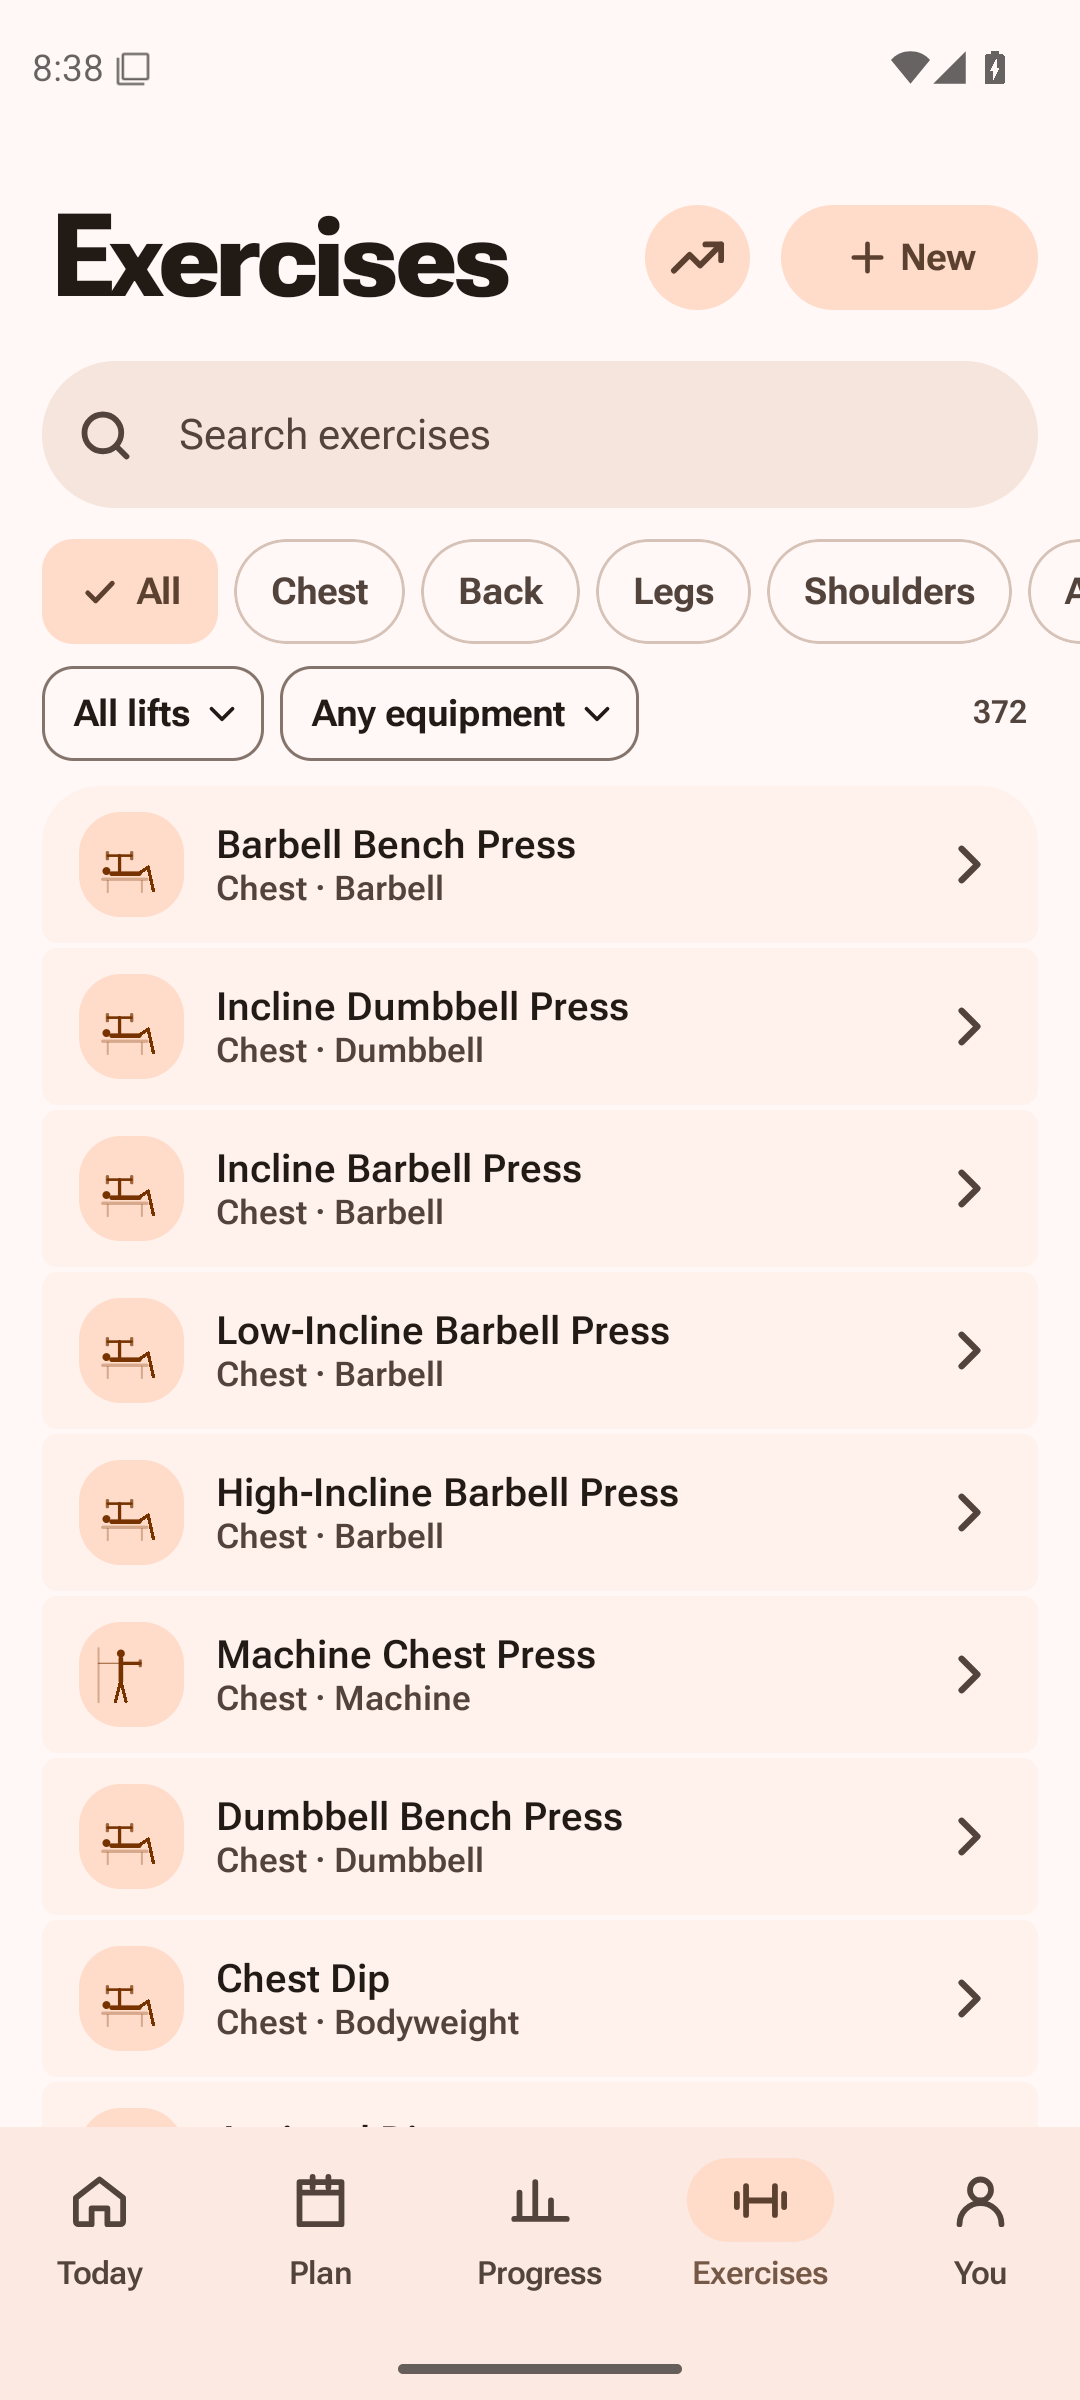 8:38
Exercises
New
Search exercises
All
Chest
Back
Legs
Shoulders
All lifts
Any equipment
372
Barbell Bench Press
Chest · Barbell
Incline Dumbbell Press
Chest · Dumbbell
Incline Barbell Press
Chest · Barbell
Low-Incline Barbell Press
Chest · Barbell
High-Incline Barbell Press
Chest · Barbell
Machine Chest Press
Chest · Machine
Dumbbell Bench Press
Chest · Dumbbell
Chest Dip
Chest · Bodyweight
Today
Plan
Progress
Exercises
You